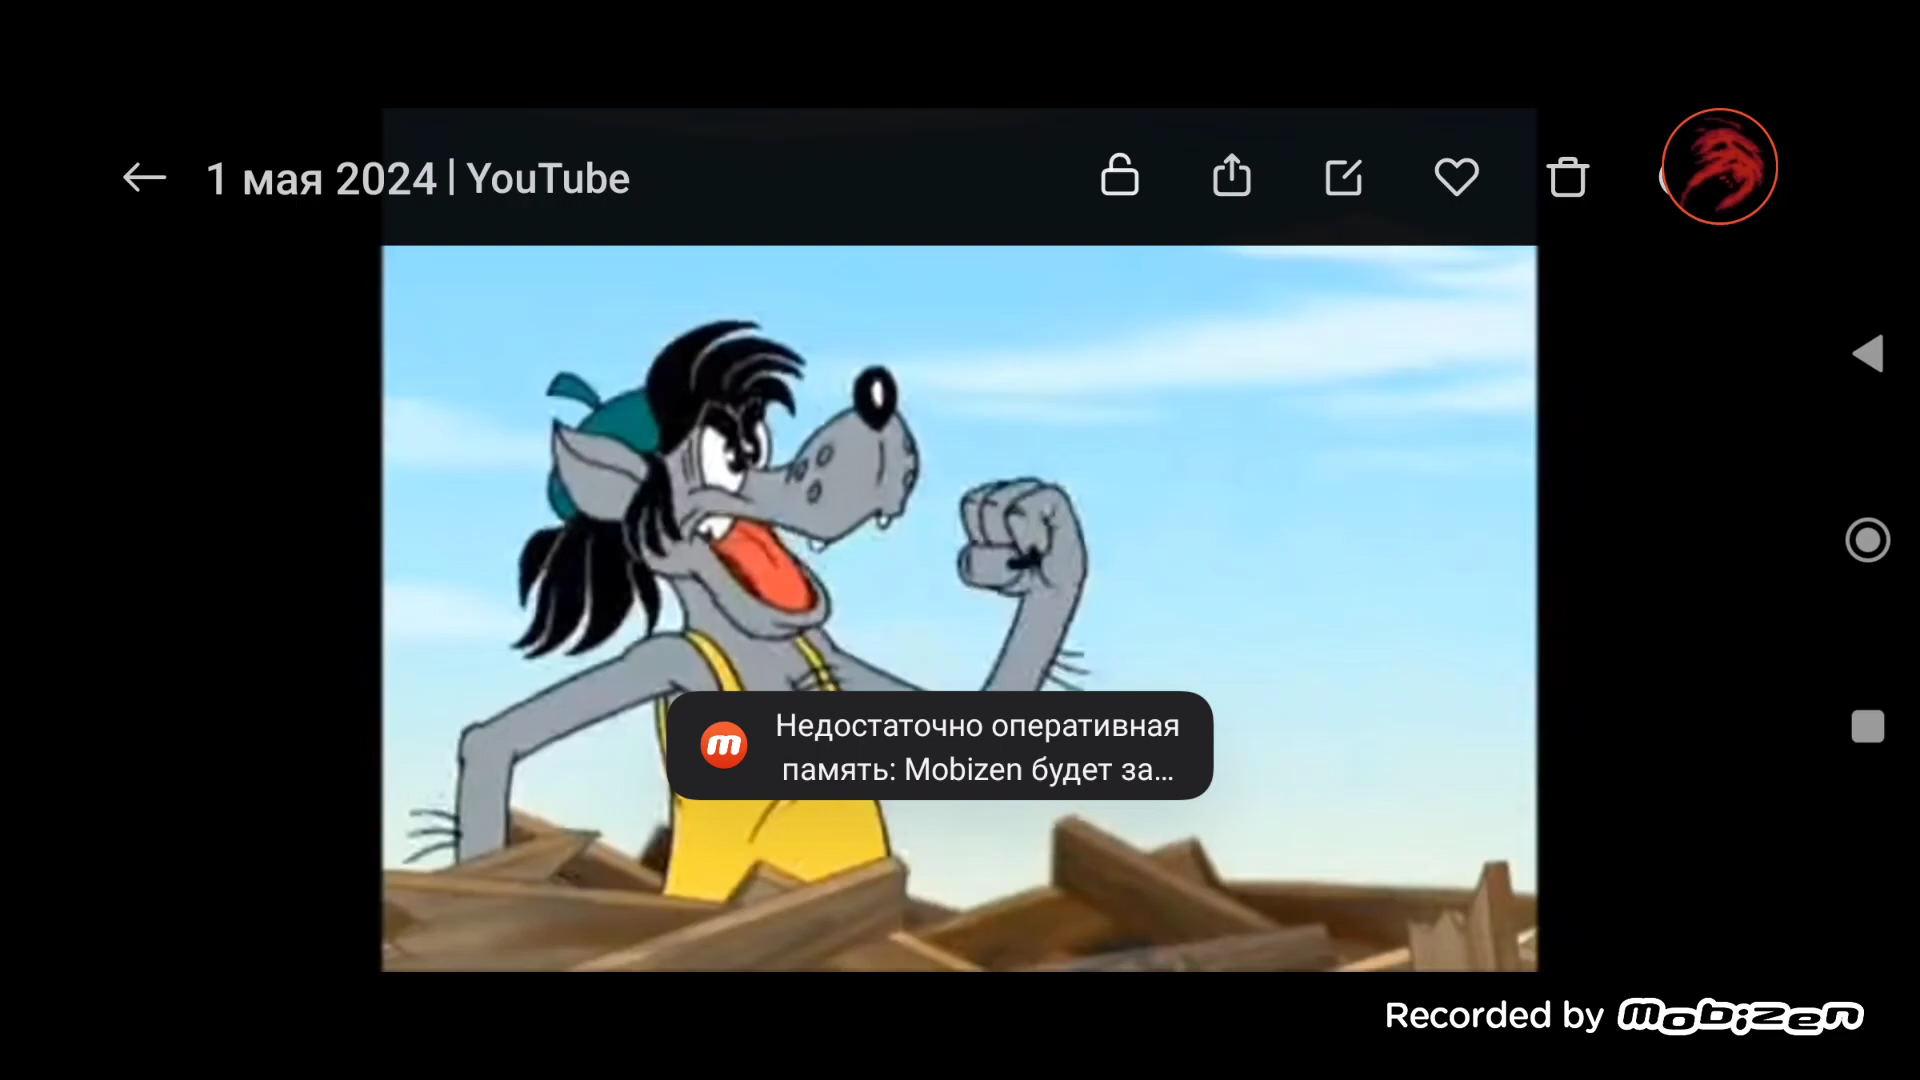 1 мая 2024 | YouTube
m
Недостаточно оперативная
память: Mobizen будет за...
Recorded by mobizen